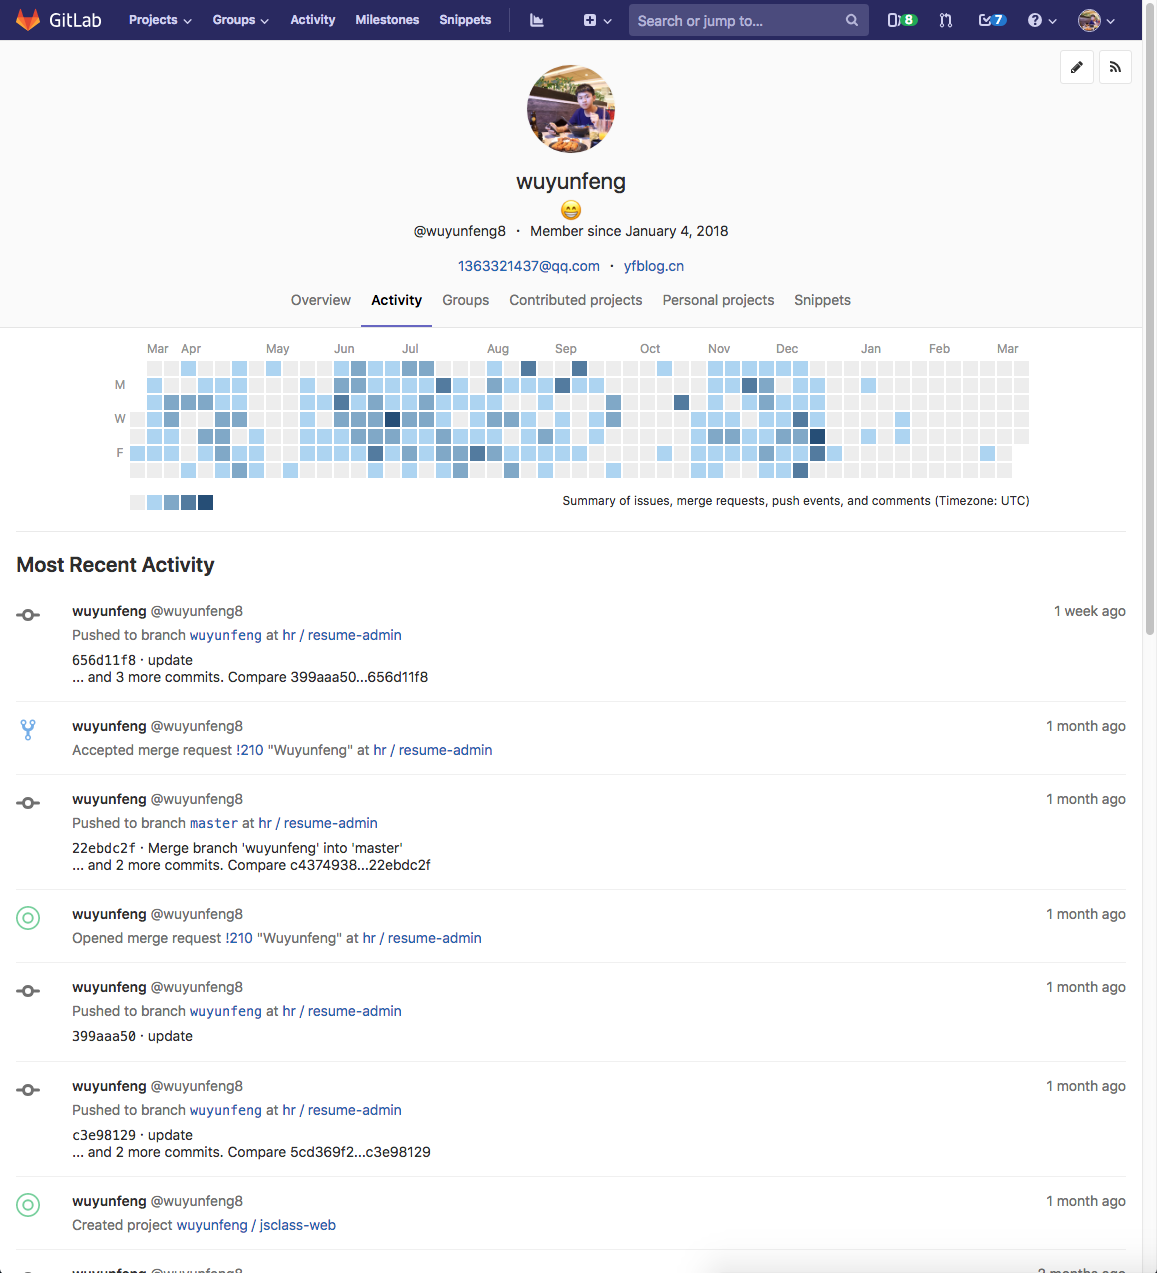 GitLab Projects Groups Activity Milestones Snippets Search or jump to... 8 7
wuyunfeng
@wuyunfeng8 · Member since January 4, 2018
1363321437@qq.com · yfblog.cn
Overview Activity Groups Contributed projects Personal projects Snippets
Mar Apr May Jun Jul Aug Sep Oct Nov Dec Jan Feb Mar
M
W
F
Summary of issues, merge requests, push events, and comments (Timezone: UTC)
Most Recent Activity
wuyunfeng @wuyunfeng8 1 week ago
Pushed to branch wuyunfeng at hr / resume-admin
656d11f8 · update
... and 3 more commits. Compare 399aaa50...656d11f8
wuyunfeng @wuyunfeng8 1 month ago
Accepted merge request !210 "Wuyunfeng" at hr / resume-admin
wuyunfeng @wuyunfeng8 1 month ago
Pushed to branch master at hr / resume-admin
22ebdc2f · Merge branch 'wuyunfeng' into 'master'
... and 2 more commits. Compare c4374938...22ebdc2f
wuyunfeng @wuyunfeng8 1 month ago
Opened merge request !210 "Wuyunfeng" at hr / resume-admin
wuyunfeng @wuyunfeng8 1 month ago
Pushed to branch wuyunfeng at hr / resume-admin
399aaa50 · update
wuyunfeng @wuyunfeng8 1 month ago
Pushed to branch wuyunfeng at hr / resume-admin
c3e98129 · update
... and 2 more commits. Compare 5cd369f2...c3e98129
wuyunfeng @wuyunfeng8 1 month ago
Created project wuyunfeng / jsclass-web
wuyunfeng @wuyunfeng8 2 months ago